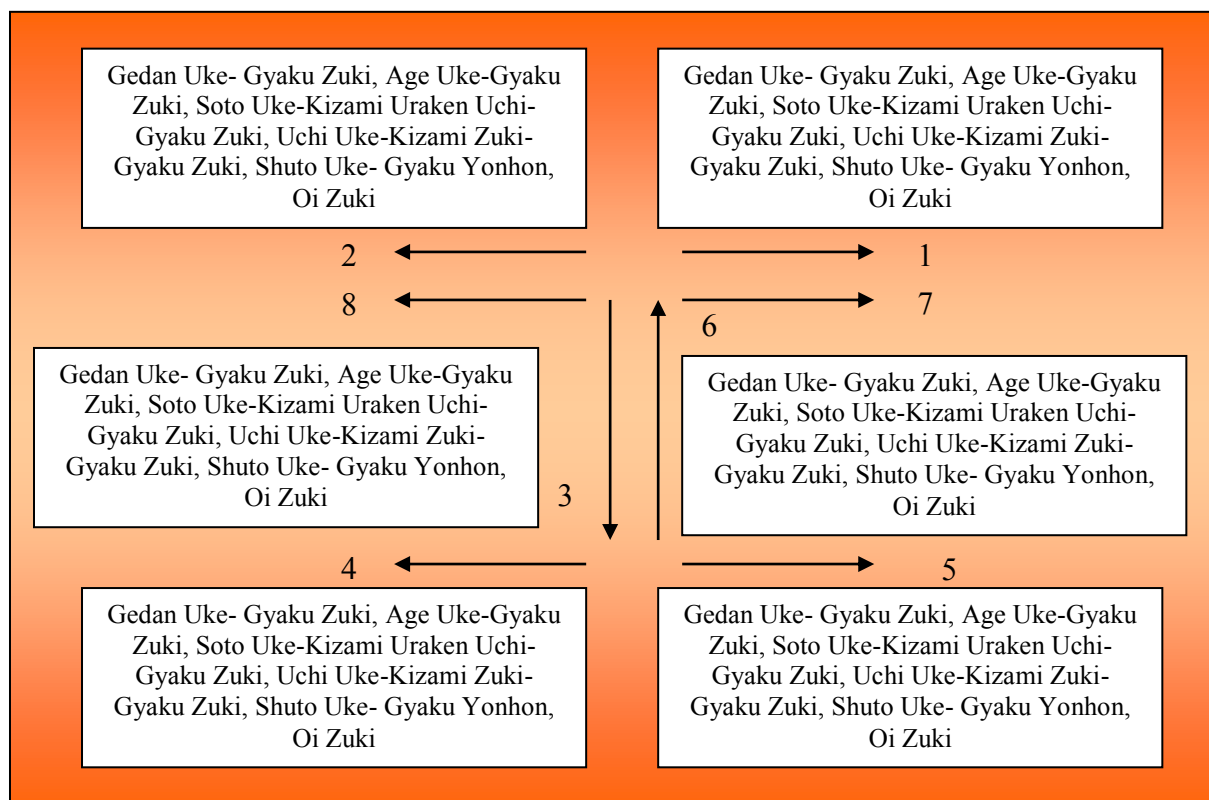 Gedan Uke- Gyaku Zuki, Age Uke-Gyaku
Zuki, Soto Uke-Kizami Uraken Uchi-
Gyaku Zuki, Uchi Uke-Kizami Zuki-
Gyaku Zuki, Shuto Uke- Gyaku Yonhon,
Oi Zuki
Gedan Uke- Gyaku Zuki, Age Uke-Gyaku
Zuki, Soto Uke-Kizami Uraken Uchi-
Gyaku Zuki, Uchi Uke-Kizami Zuki-
Gyaku Zuki, Shuto Uke- Gyaku Yonhon,
Oi Zuki
2
1
8
7
6
Gedan Uke- Gyaku Zuki, Age Uke-Gyaku
Zuki, Soto Uke-Kizami Uraken Uchi-
Gyaku Zuki, Uchi Uke-Kizami Zuki-
Gyaku Zuki, Shuto Uke- Gyaku Yonhon,
Oi Zuki
3
Gedan Uke- Gyaku Zuki, Age Uke-Gyaku
Zuki, Soto Uke-Kizami Uraken Uchi-
Gyaku Zuki, Uchi Uke-Kizami Zuki-
Gyaku Zuki, Shuto Uke- Gyaku Yonhon,
Oi Zuki
4
5
Gedan Uke- Gyaku Zuki, Age Uke-Gyaku
Zuki, Soto Uke-Kizami Uraken Uchi-
Gyaku Zuki, Uchi Uke-Kizami Zuki-
Gyaku Zuki, Shuto Uke- Gyaku Yonhon,
Oi Zuki
Gedan Uke- Gyaku Zuki, Age Uke-Gyaku
Zuki, Soto Uke-Kizami Uraken Uchi-
Gyaku Zuki, Uchi Uke-Kizami Zuki-
Gyaku Zuki, Shuto Uke- Gyaku Yonhon,
Oi Zuki